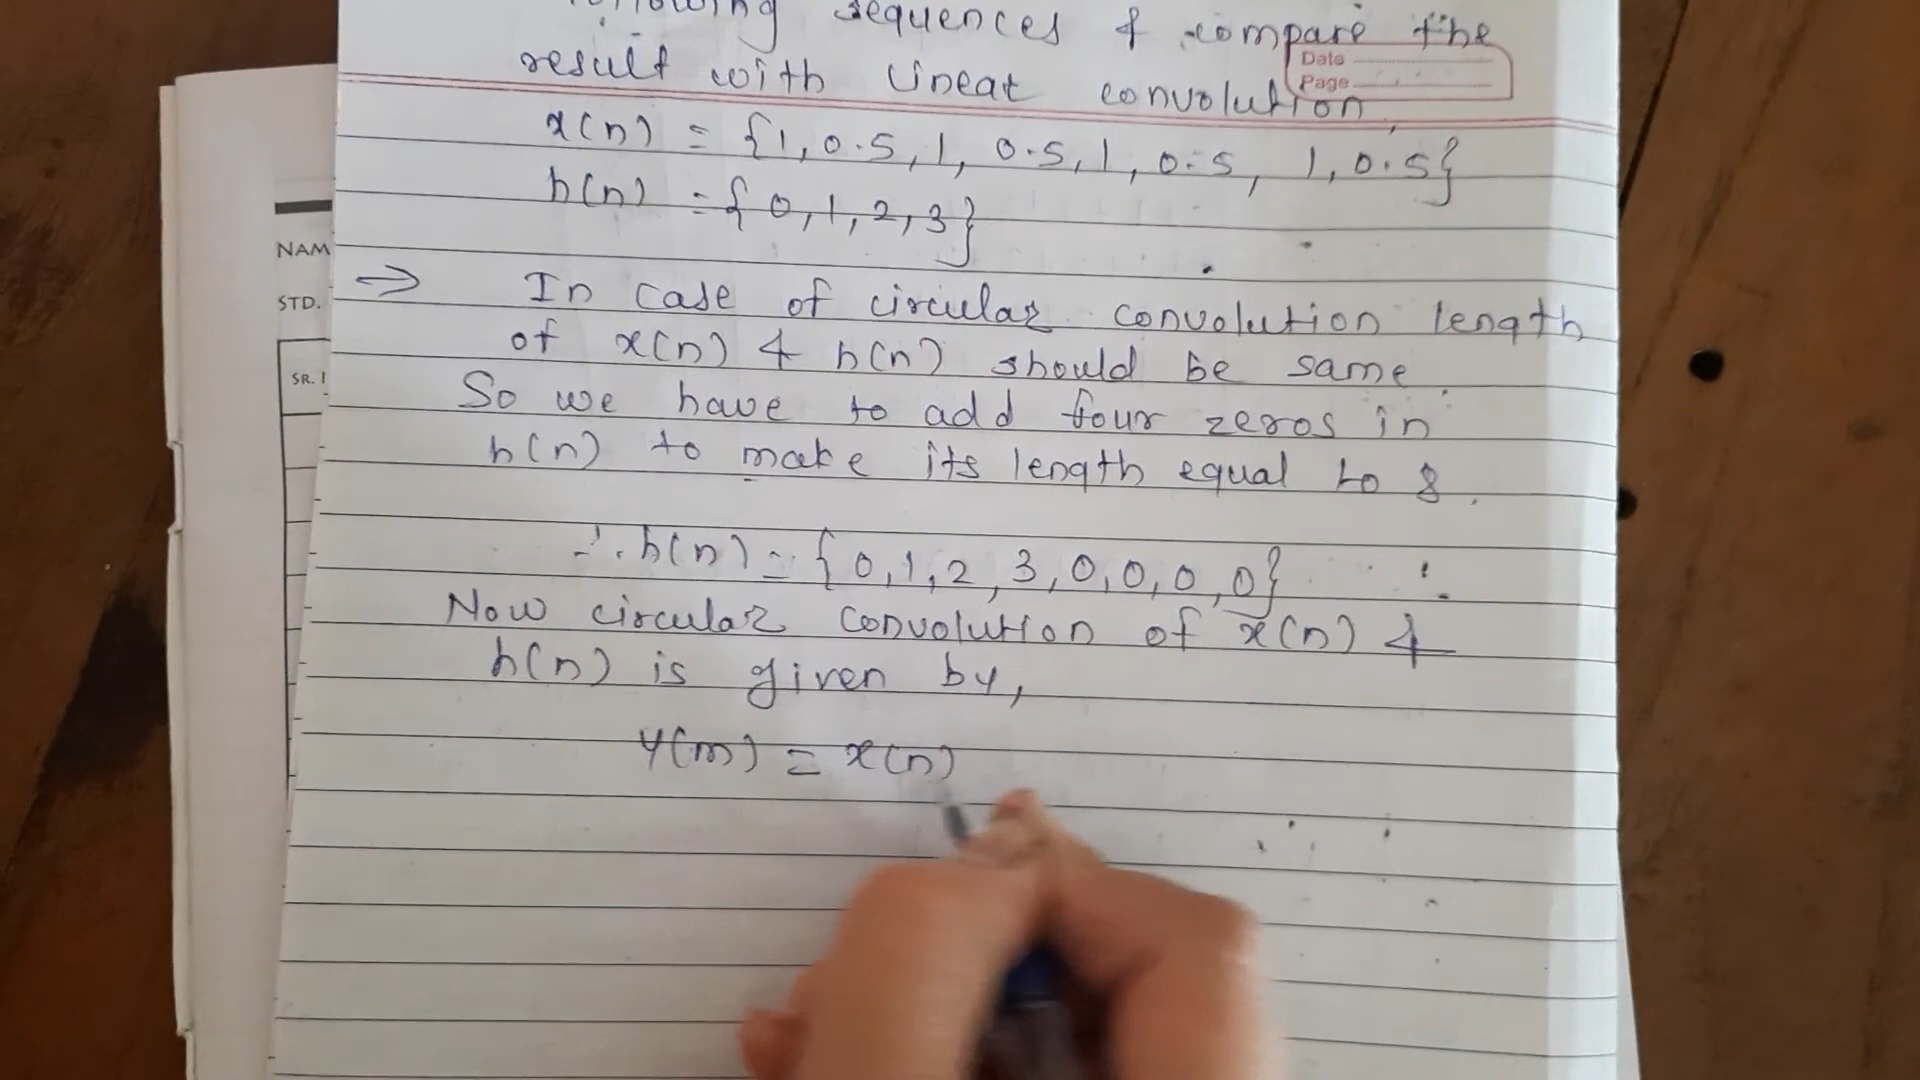 following sequences & compare the
Date
result with linear convolution.
Page
x(n) = {1, 0.5, 1, 0.5, 1, 0.5, 1, 0.5}
h(n) = {0, 1, 2, 3}
NAM
⇒ In case of circular convolution length
STD.
of x(n) & h(n) should be same.
SR.
So we have to add four zeros in
h(n) to make its length equal to 8.
∴ h(n) = {0, 1, 2, 3, 0, 0, 0, 0}
Now circular convolution of x(n) &
h(n) is given by,
y(m) = x(n)